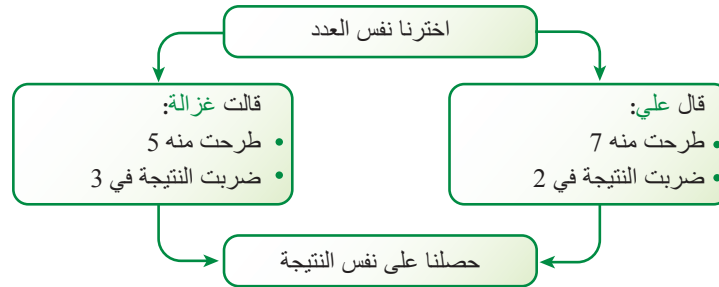 اخترنا نفس العدد
قال علي:
• طرحت منه 7
• ضربت النتيجة في 2
قالت غزالة:
• طرحت منه 5
• ضربت النتيجة في 3
حصلنا على نفس النتيجة